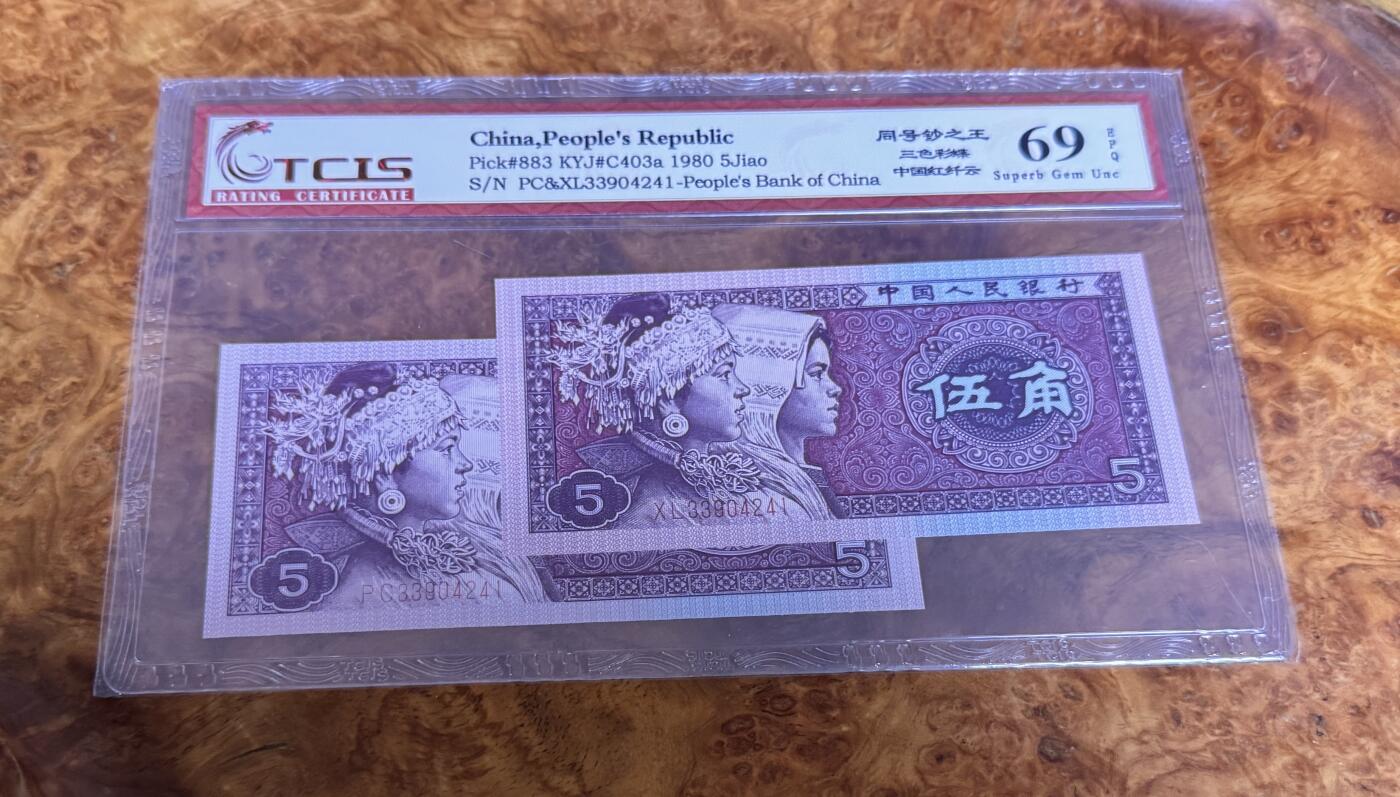 TCIS
RATING CERTIFICATE
China,People's Republic
Pick#883 KYJ#C403a 1980 5Jiao
S/N PC&XL33904241-People's Bank of China
同号钞之王
三色彩蝶
中国红纤云
69
EPQ
Superb Gem Unc
中国人民银行
伍角
5
XL33904241
5
5
PC33904241
5